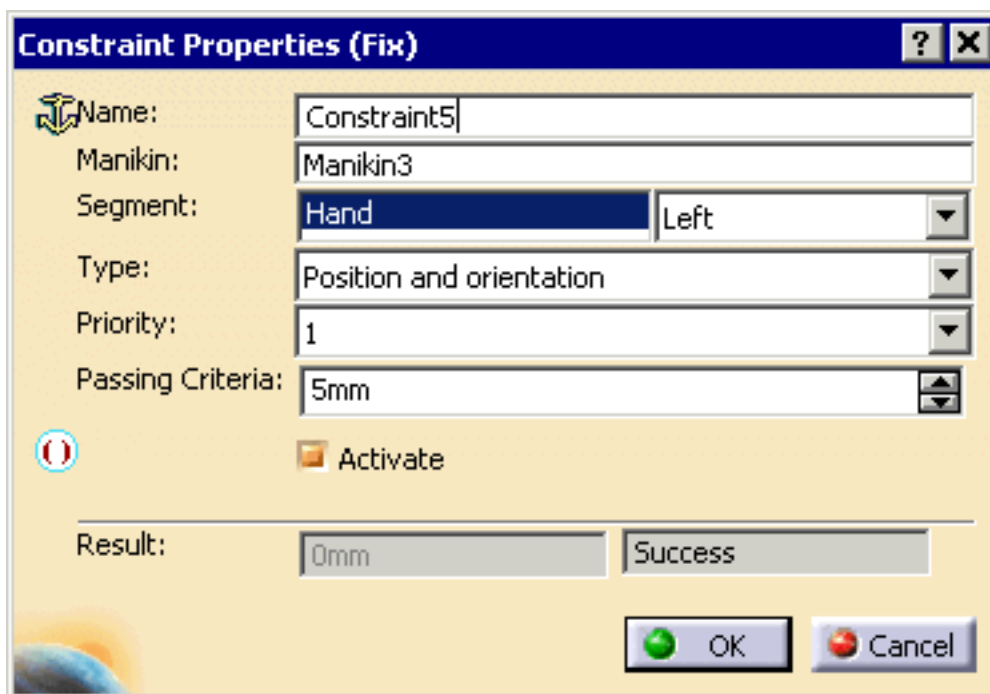 Constraint Properties (Fix) ?
Name: Constraint5
Manikin: Manikin3
Segment: Hand Left
Type: Position and orientation
Priority: 1
Passing Criteria: 5mm
Activate
Result: 0mm Success
OK Cancel